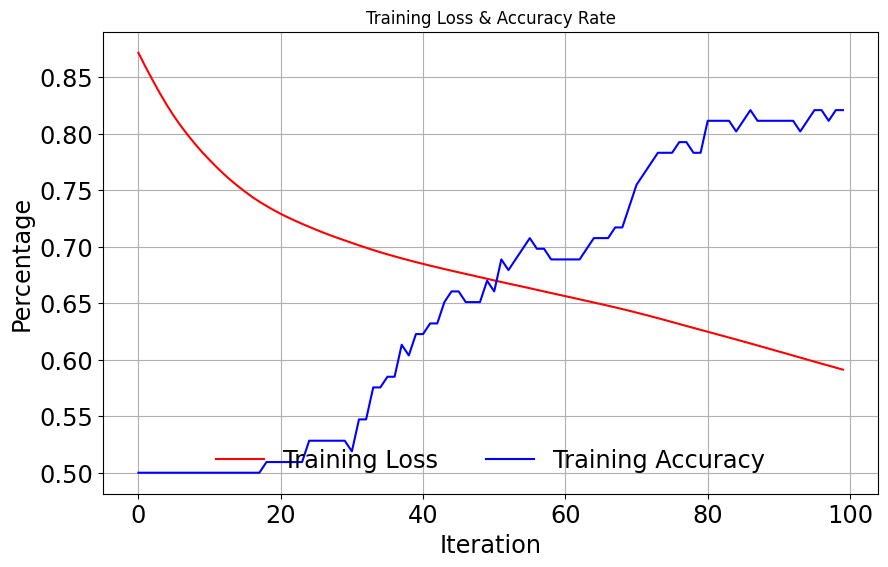 Training Loss & Accuracy Rate
0.85
0.80
0.75
0.70
0.65
0.60
0.55
0.50
Percentage
Training Loss Training Accuracy
0 20 40 60 80 100
Iteration